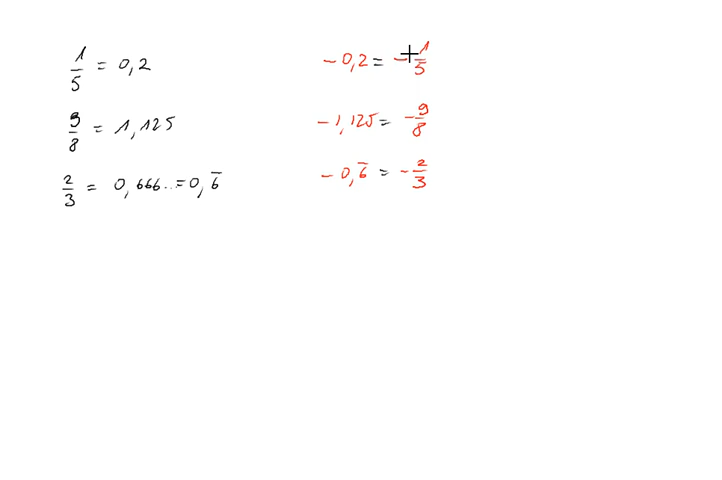 1/5 = 0,2 -0,2 = -1/5
9/8 = 1,125 -1,125 = -9/8
2/3 = 0,666... = 0,6̅ -0,6̅ = -2/3